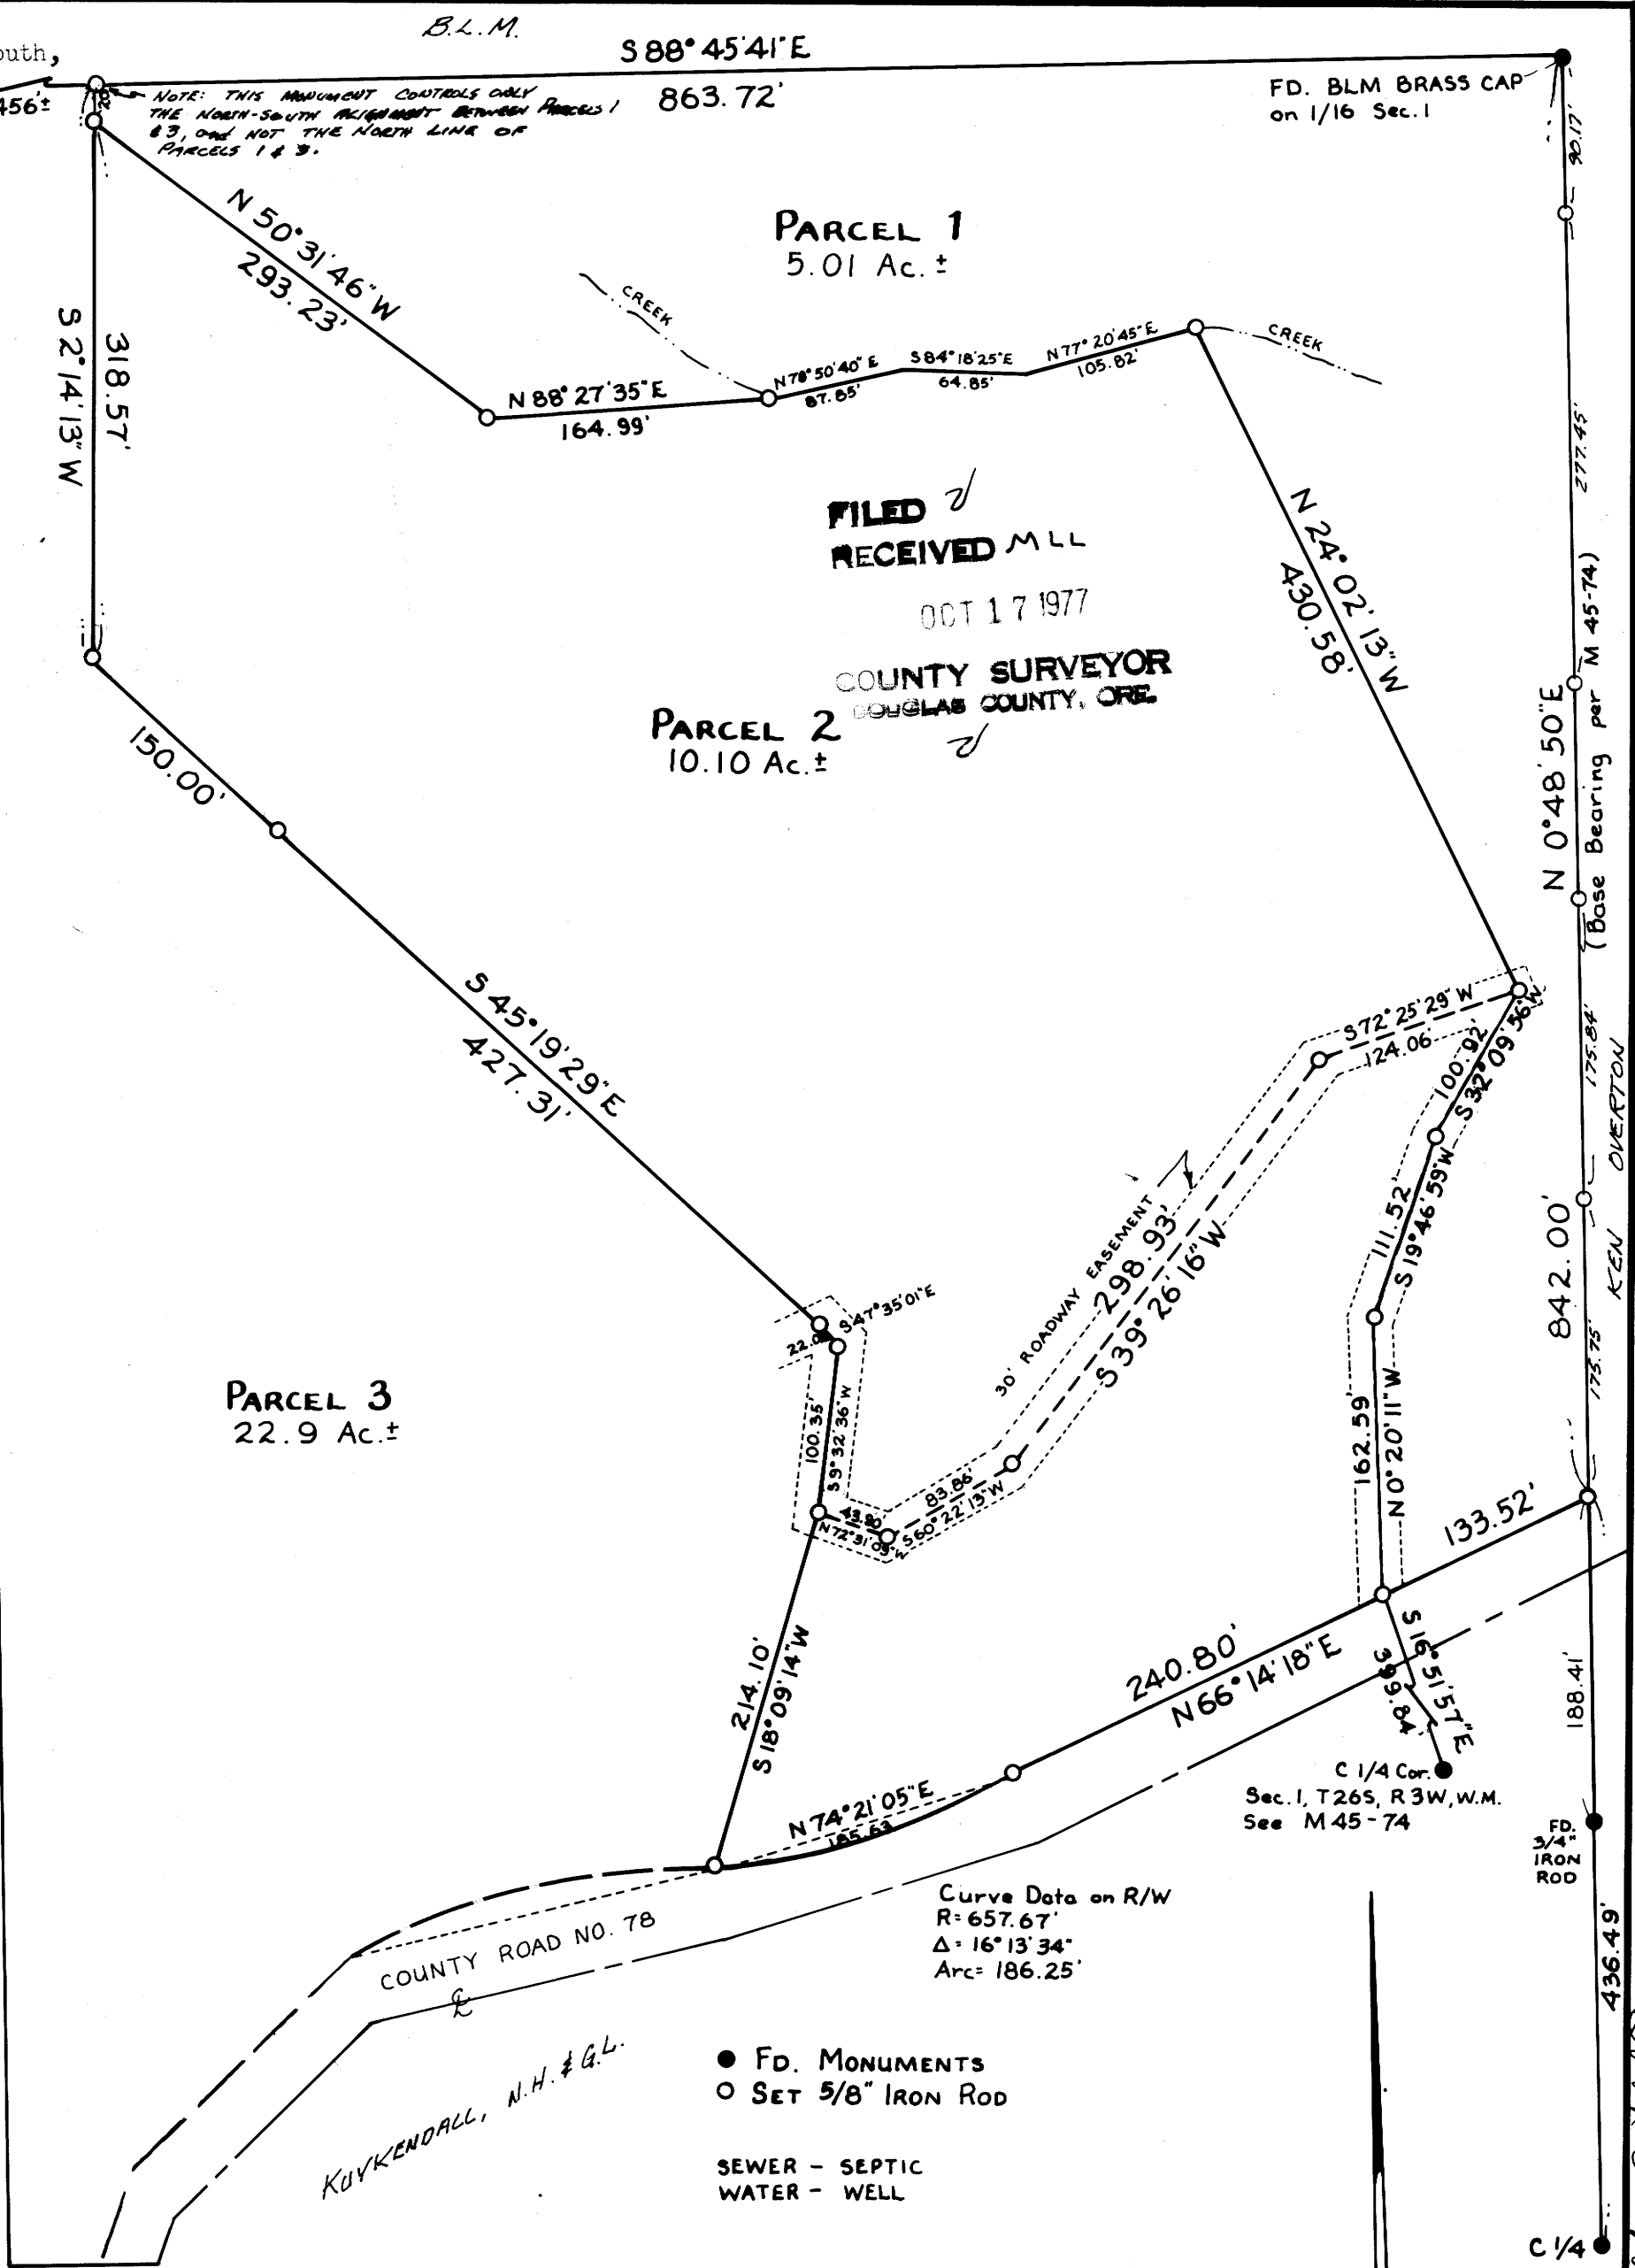 B.L.M.
outh,
456'±
S 88° 45' 41" E
863.72'
20'
NOTE: THIS MONUMENT CONTROLS ONLY
THE NORTH-SOUTH ALIGNMENT BETWEEN PARCELS 1
& 3, and NOT THE NORTH LINE OF
PARCELS 1 & 3.
FD. BLM BRASS CAP
on 1/16 Sec. 1
90.17'
PARCEL 1
5.01 Ac. ±
N 50° 31' 46" W
293.23'
318.57'
S 2° 14' 13" W
CREEK
CREEK
N 88° 27' 35" E
164.99'
N 78° 50' 40" E
87.85'
S 84° 18' 25" E
64.85'
N 77° 20' 45" E
105.82'
277.45'
FILED
RECEIVED MLL
OCT 17 1977
COUNTY SURVEYOR
DOUGLAS COUNTY, ORE.
N 24° 02' 13" W
430.58'
PARCEL 2
10.10 Ac. ±
N 0° 48' 50" E
(Base Bearing per M 45-74)
150.00'
S 45° 19' 29" E
427.31'
S 72° 25' 29" W
124.06'
100.92'
S 32° 09' 56" W
175.84'
KEN OVERTON
111.52'
S 19° 46' 59" W
30' ROADWAY EASEMENT
298.93'
S 39° 26' 16" W
842.00'
175.75'
S 47° 35' 01" E
PARCEL 3
22.9 Ac. ±
100.35'
S 9° 32' 36" W
43.90'
83.86'
S 60° 22' 13" W
162.59'
N 0° 20' 11" W
133.52'
214.10'
S 18° 09' 14" W
240.80'
N 66° 14' 18" E
S 16° 51' 57" E
399.84'
188.41'
C 1/4 Cor.
Sec. 1, T26S, R3W, W.M.
See M 45-74
N 74° 21' 05" E
185.63
FD.
3/4"
IRON
ROD
Curve Data on R/W
R= 657.67'
Δ= 16° 13' 34"
Arc= 186.25'
COUNTY ROAD NO. 78
℄
436.49'
KUYKENDALL, N.H. & G.L.
● FD. MONUMENTS
○ SET 5/8" IRON ROD
SEWER - SEPTIC
WATER - WELL
C 1/4